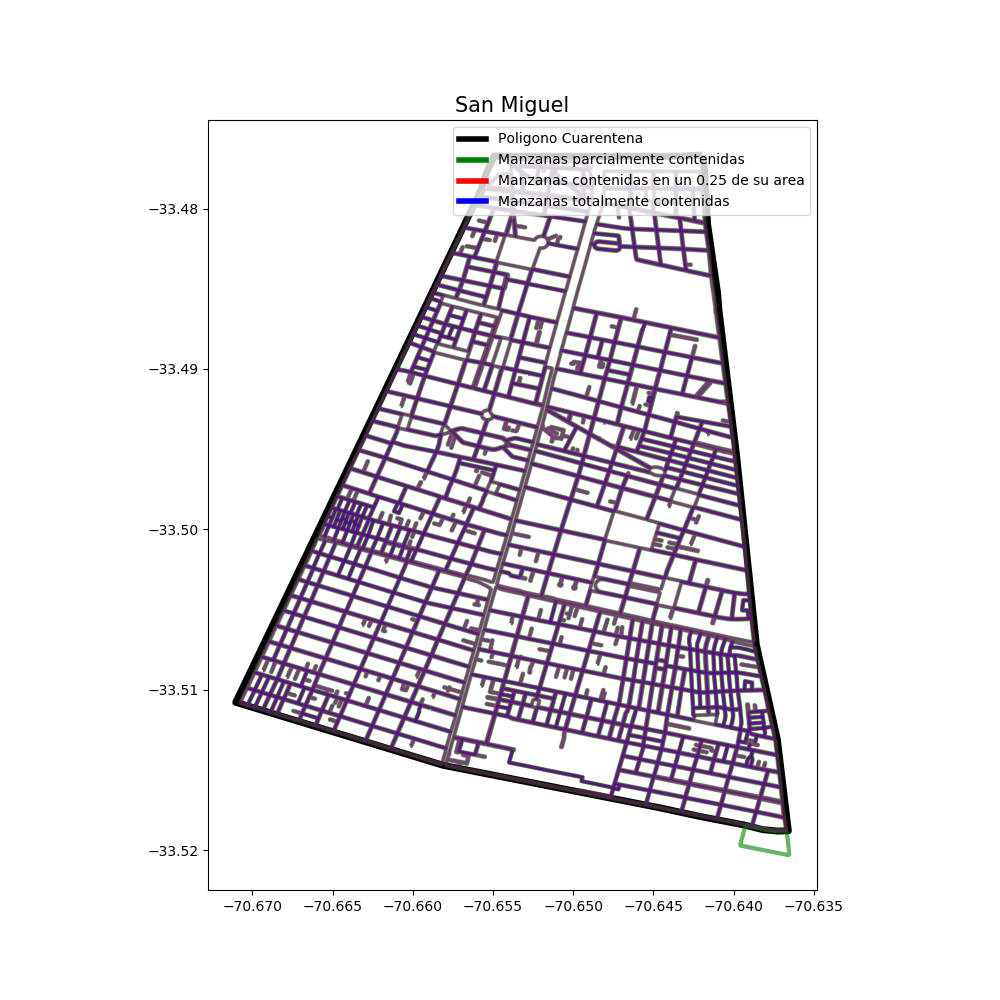 San Miguel
Poligono Cuarentena
Manzanas parcialmente contenidas
Manzanas contenidas en un 0.25 de su area
Manzanas totalmente contenidas
−33.48
−33.49
−33.50
−33.51
−33.52
−70.670 −70.665 −70.660 −70.655 −70.650 −70.645 −70.640 −70.635